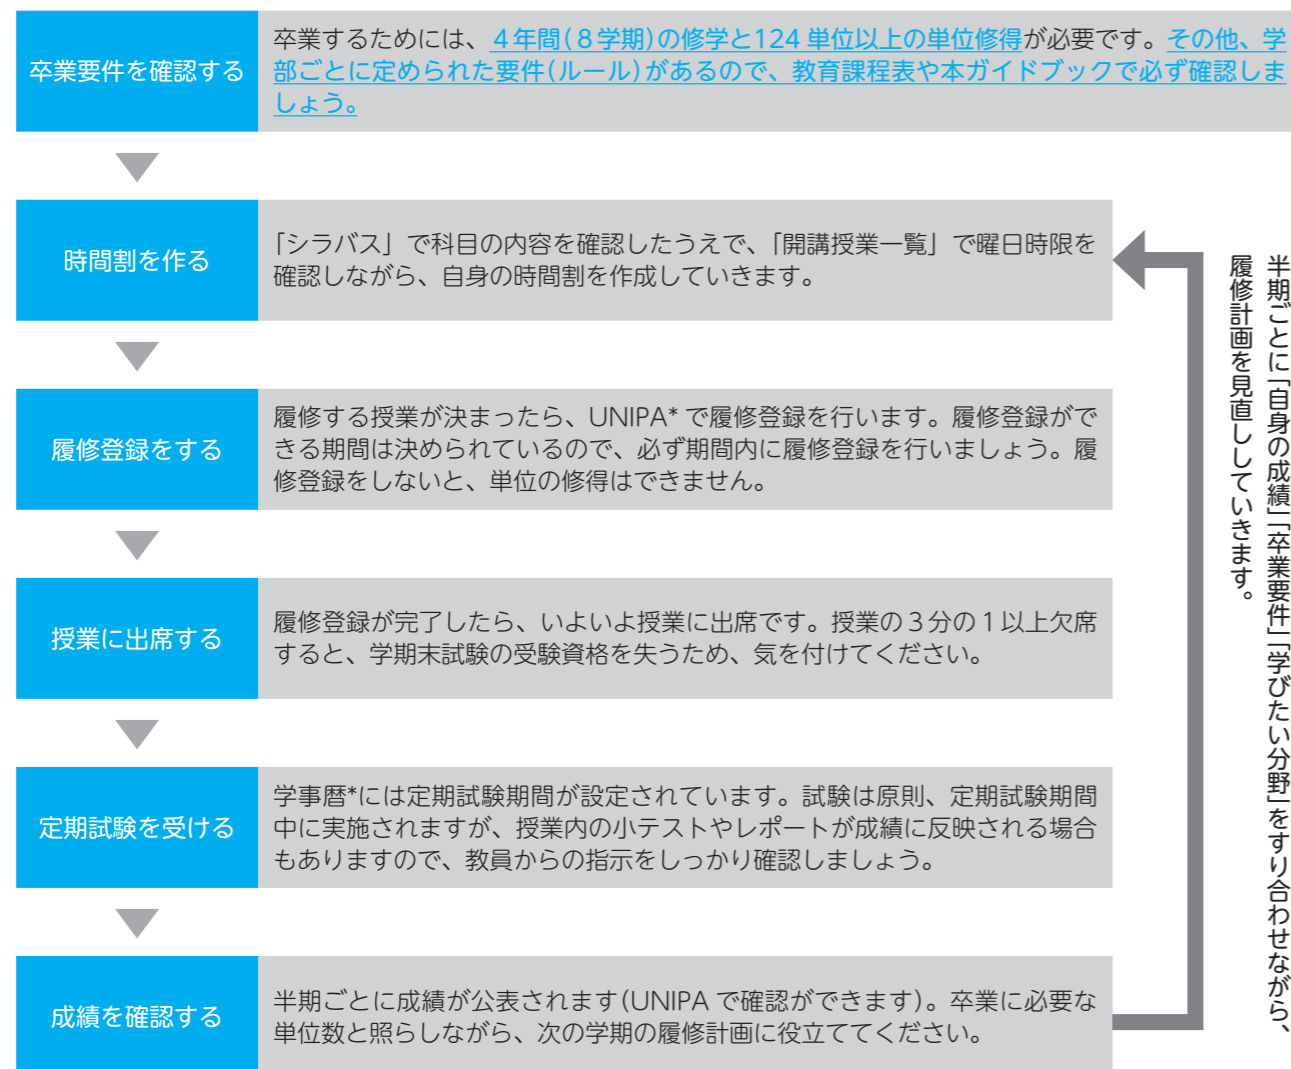 卒業要件を確認する
卒業するためには、４年間（８学期）の修学と124 単位以上の単位修得が必要です。その他、学
部ごとに定められた要件（ルール）があるので、教育課程表や本ガイドブックで必ず確認しま
しょう。
時間割を作る
「シラバス」で科目の内容を確認したうえで、「開講授業一覧」で曜日時限を
確認しながら、自身の時間割を作成していきます。
履修登録をする
履修する授業が決まったら、UNIPA* で履修登録を行います。履修登録がで
きる期間は決められているので、必ず期間内に履修登録を行いましょう。履
修登録をしないと、単位の修得はできません。
授業に出席する
履修登録が完了したら、いよいよ授業に出席です。授業の３分の１以上欠席
すると、学期末試験の受験資格を失うため、気を付けてください。
定期試験を受ける
学事暦*には定期試験期間が設定されています。試験は原則、定期試験期間
中に実施されますが、授業内の小テストやレポートが成績に反映される場合
もありますので、教員からの指示をしっかり確認しましょう。
成績を確認する
半期ごとに成績が公表されます（UNIPA で確認ができます）。卒業に必要な
単位数と照らしながら、次の学期の履修計画に役立ててください。
半期ごとに「自身の成績」「卒業要件」「学びたい分野」をすり合わせながら、
履修計画を見直ししていきます。